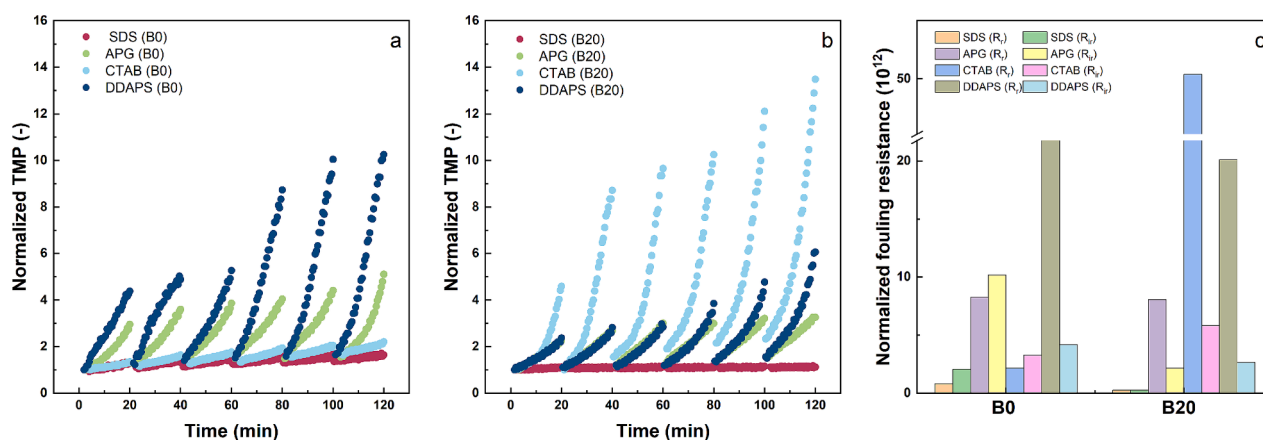 a
SDS (B0)
APG (B0)
CTAB (B0)
DDAPS (B0)
Normalized TMP (-)
16
14
12
10
8
6
4
2
0
0 20 40 60 80 100 120
Time (min)
b
SDS (B20)
APG (B20)
CTAB (B20)
DDAPS (B20)
Normalized TMP (-)
16
14
12
10
8
6
4
2
0
0 20 40 60 80 100 120
Time (min)
c
SDS (Rr) SDS (Rir)
APG (Rr) APG (Rir)
CTAB (Rr) CTAB (Rir)
DDAPS (Rr) DDAPS (Rir)
Normalized fouling resistance (10¹²)
50
20
10
0
B0 B20